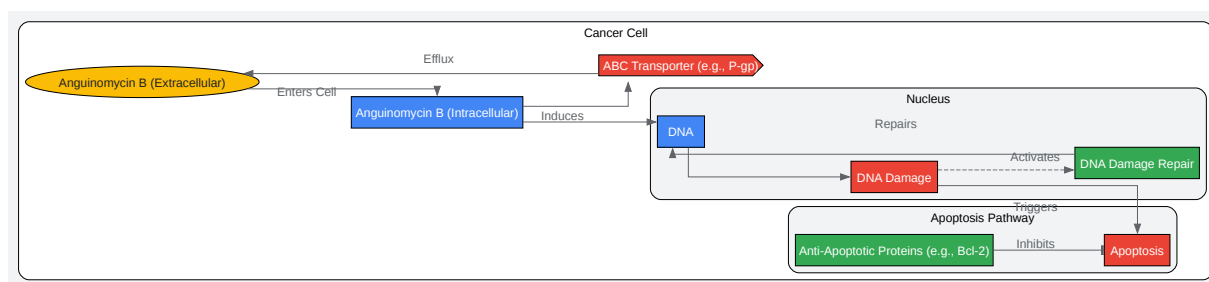 Cancer Cell
Efflux
ABC Transporter (e.g., P-gp)
Anguinomycin B (Extracellular)
Enters Cell
Anguinomycin B (Intracellular)
Induces
Nucleus
DNA
Repairs
Activates
DNA Damage Repair
DNA Damage
Triggers
Apoptosis Pathway
Anti-Apoptotic Proteins (e.g., Bcl-2)
Inhibits
Apoptosis